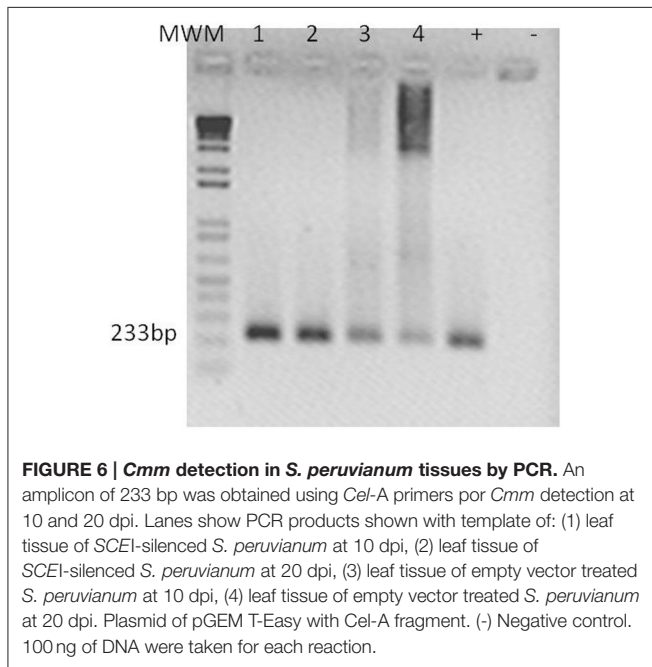 MWM 1 2 3 4 + -
233bp
FIGURE 6 | Cmm detection in S. peruvianum tissues by PCR. An
amplicon of 233 bp was obtained using Cel-A primers por Cmm detection at
10 and 20 dpi. Lanes show PCR products shown with template of: (1) leaf
tissue of SCEI-silenced S. peruvianum at 10 dpi, (2) leaf tissue of
SCEI-silenced S. peruvianum at 20 dpi, (3) leaf tissue of empty vector treated
S. peruvianum at 10 dpi, (4) leaf tissue of empty vector treated S. peruvianum
at 20 dpi. Plasmid of pGEM T-Easy with Cel-A fragment. (-) Negative control.
100 ng of DNA were taken for each reaction.